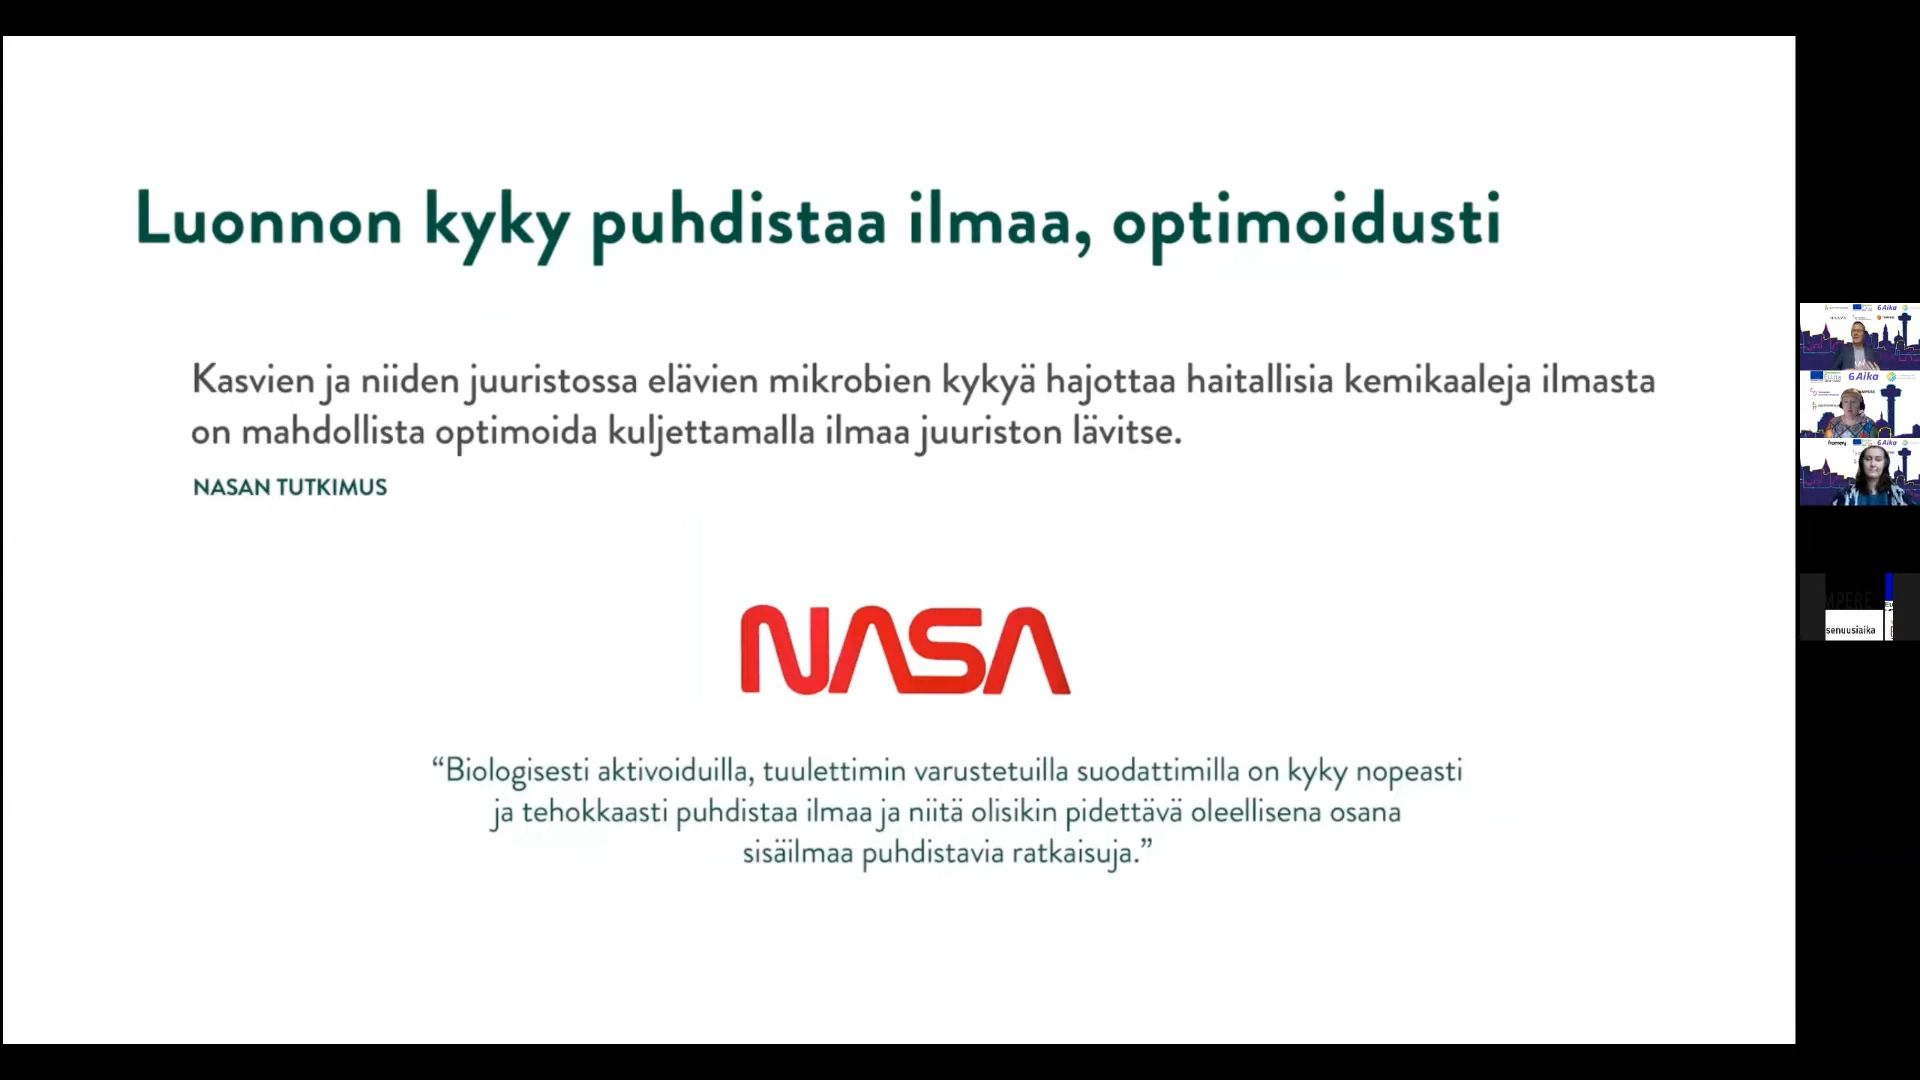 Luonnon kyky puhdistaa ilmaa, optimoidusti
Kasvien ja niiden juuristossa elävien mikrobien kykyä hajottaa haitallisia kemikaaleja ilmasta
on mahdollista optimoida kuljettamalla ilmaa juuriston lävitse.
NASAN TUTKIMUS
NASA
“Biologisesti aktivoiduilla, tuulettimin varustetuilla suodattimilla on kyky nopeasti
ja tehokkaasti puhdistaa ilmaa ja niitä olisikin pidettävä oleellisena osana
sisäilmaa puhdistavia ratkaisuja.”
6Aika
6Aika
6Aika
MPERE
senuusiaika